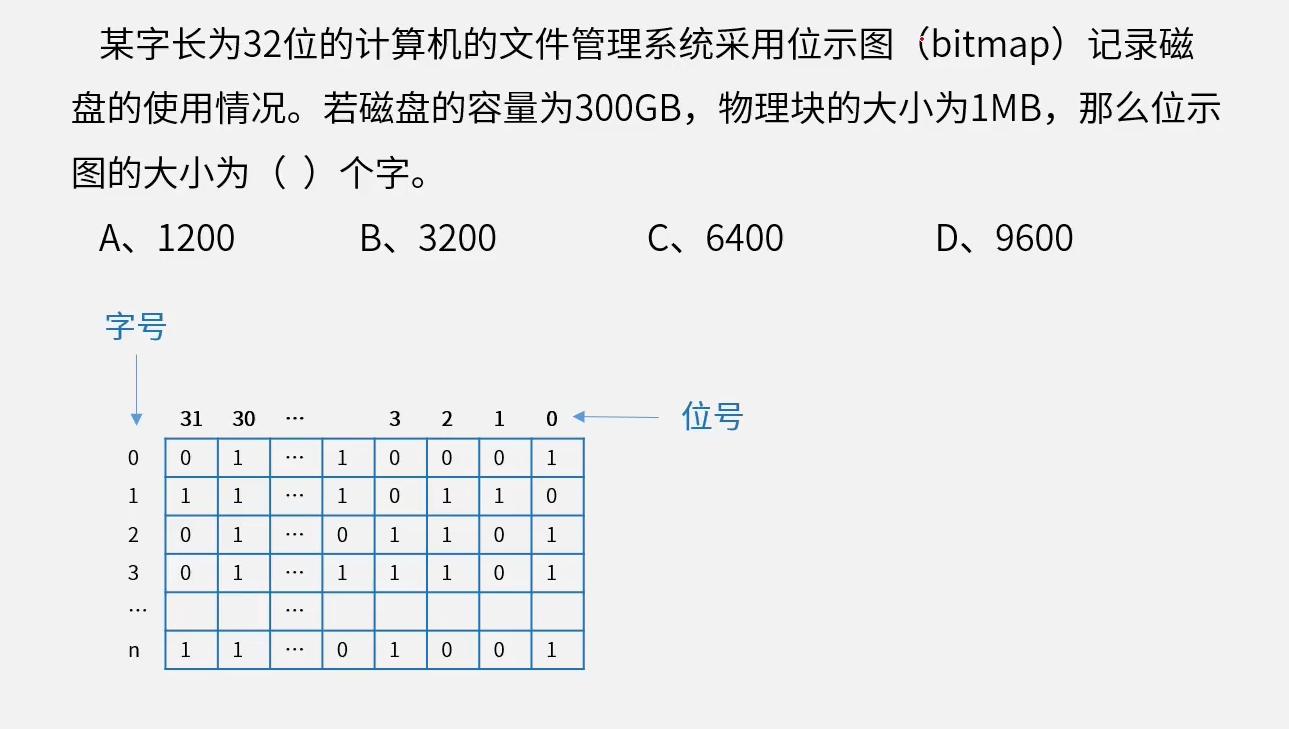 某字长为32位的计算机的文件管理系统采用位示图（bitmap）记录磁
盘的使用情况。若磁盘的容量为300GB，物理块的大小为1MB，那么位示
图的大小为（ ）个字。
A、1200 B、3200 C、6400 D、9600
字号
31 30 … 3 2 1 0 位号
0 0 1 … 1 0 0 0 1
1 1 1 … 1 0 1 1 0
2 0 1 … 0 1 1 0 1
3 0 1 … 1 1 1 0 1
… …
n 1 1 … 0 1 0 0 1